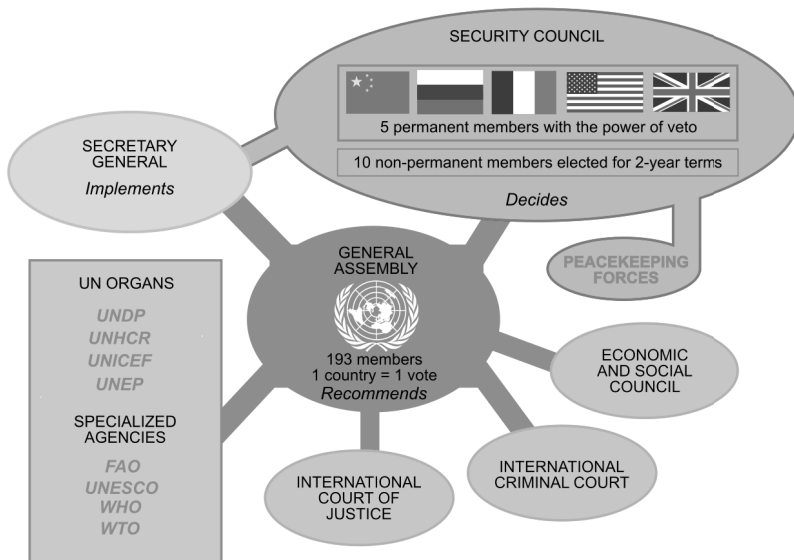 SECURITY COUNCIL
5 permanent members with the power of veto
10 non-permanent members elected for 2-year terms
Decides
SECRETARY
GENERAL
Implements
PEACEKEEPING
FORCES
GENERAL
ASSEMBLY
193 members
1 country = 1 vote
Recommends
UN ORGANS
UNDP
UNHCR
UNICEF
UNEP
SPECIALIZED
AGENCIES
FAO
UNESCO
WHO
WTO
ECONOMIC
AND SOCIAL
COUNCIL
INTERNATIONAL
COURT OF
JUSTICE
INTERNATIONAL
CRIMINAL COURT